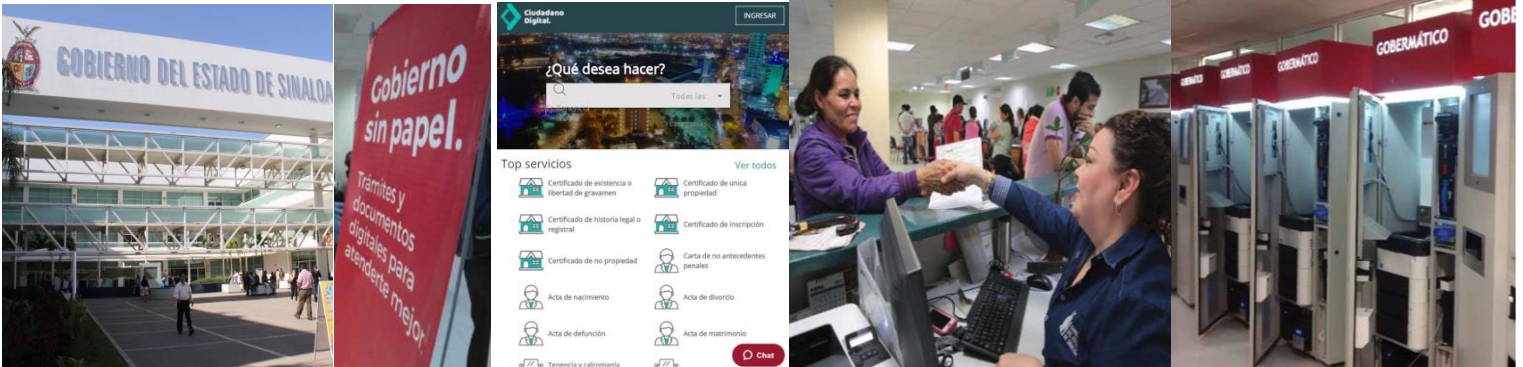 GOBIERNO DEL ESTADO DE SINALOA
Gobierno
sin papel.
Trámites y
documentos
digitales para
atenderte mejor.
Ciudadano
Digital.
INGRESAR
¿Qué desea hacer?
Todas las
Top servicios
Ver todos
Certificado de existencia o
libertad de gravamen
Certificado de unica
propiedad
Certificado de historia legal o
registral
Certificado de inscripción
Certificado de no propiedad
Carta de no antecedentes
penales
Acta de nacimiento
Acta de divorcio
Acta de defunción
Acta de matrimonio
Tenencia y calcomanía
Chat
GOBERMÁTICO
GOBERMÁTICO
GOBERMÁTICO
GOBERMÁTICO
GOBE